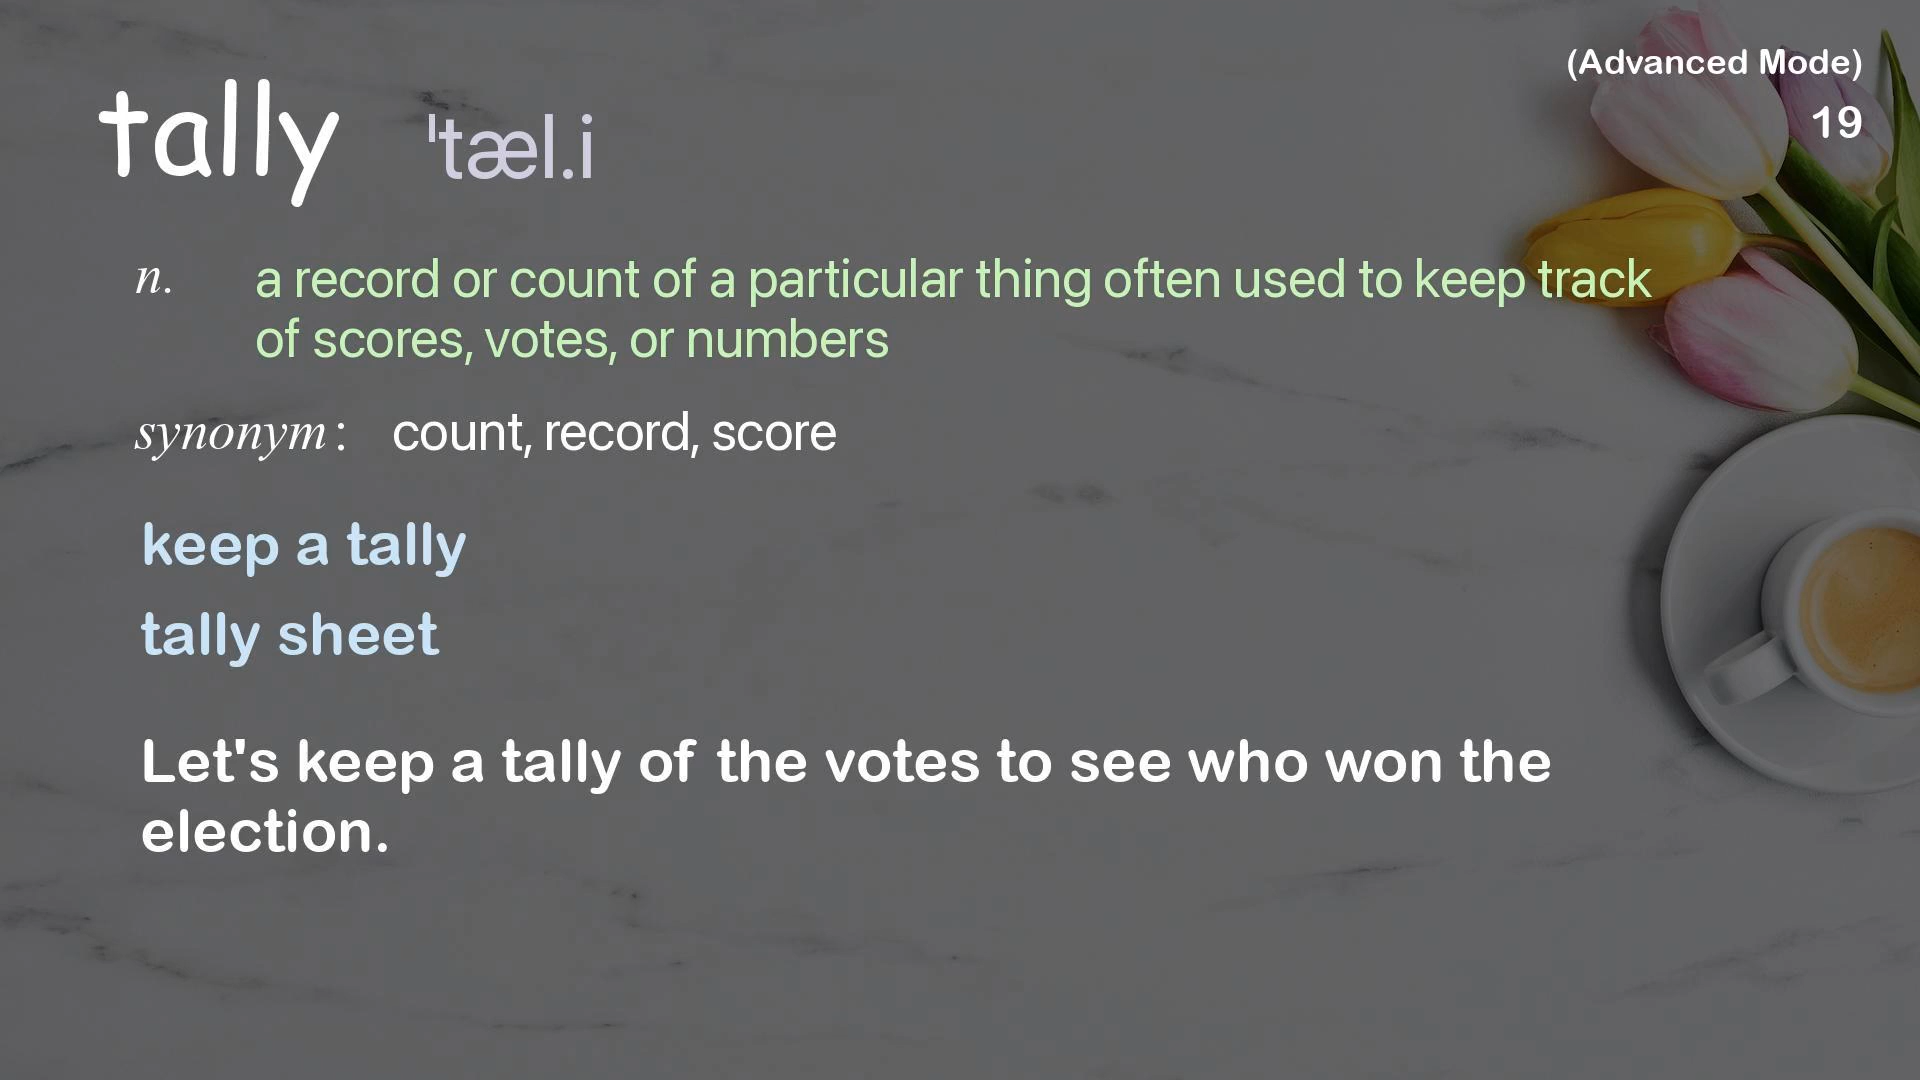 (Advanced Mode)
tally ˈtæl.i 19
n. a record or count of a particular thing often used to keep track
of scores, votes, or numbers
synonym: count, record, score
keep a tally
tally sheet
Let's keep a tally of the votes to see who won the
election.